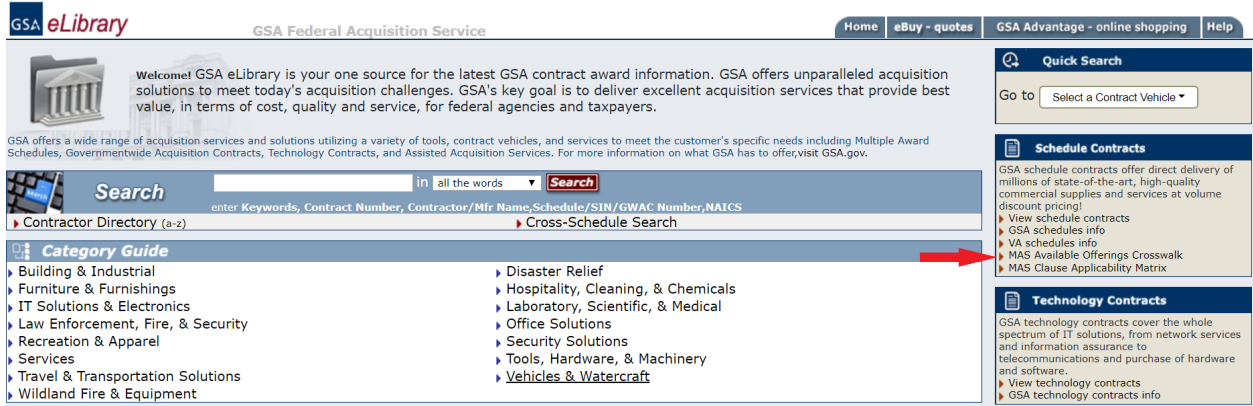 GSA eLibrary
GSA Federal Acquisition Service
Home
eBuy - quotes
GSA Advantage - online shopping
Help
Welcome! GSA eLibrary is your one source for the latest GSA contract award information. GSA offers unparalleled acquisition
solutions to meet today's acquisition challenges. GSA's key goal is to deliver excellent acquisition services that provide best
value, in terms of cost, quality and service, for federal agencies and taxpayers.
GSA offers a wide range of acquisition services and solutions utilizing a variety of tools, contract vehicles, and services to meet the customer's specific needs including Multiple Award
Schedules, Governmentwide Acquisition Contracts, Technology Contracts, and Assisted Acquisition Services. For more information on what GSA has to offer,visit GSA.gov.
Search
in
all the words
Search
enter Keywords, Contract Number, Contractor/Mfr Name,Schedule/SIN/GWAC Number,NAICS
Contractor Directory (a-z)
Cross-Schedule Search
Category Guide
Building & Industrial
Furniture & Furnishings
IT Solutions & Electronics
Law Enforcement, Fire, & Security
Recreation & Apparel
Services
Travel & Transportation Solutions
Wildland Fire & Equipment
Disaster Relief
Hospitality, Cleaning, & Chemicals
Laboratory, Scientific, & Medical
Office Solutions
Security Solutions
Tools, Hardware, & Machinery
Vehicles & Watercraft
Quick Search
Go to
Select a Contract Vehicle
Schedule Contracts
GSA schedule contracts offer direct delivery of
millions of state-of-the-art, high-quality
commercial supplies and services at volume
discount pricing!
View schedule contracts
GSA schedules info
VA schedules info
MAS Available Offerings Crosswalk
MAS Clause Applicability Matrix
Technology Contracts
GSA technology contracts cover the whole
spectrum of IT solutions, from network services
and information assurance to
telecommunications and purchase of hardware
and software.
View technology contracts
GSA technology contracts info